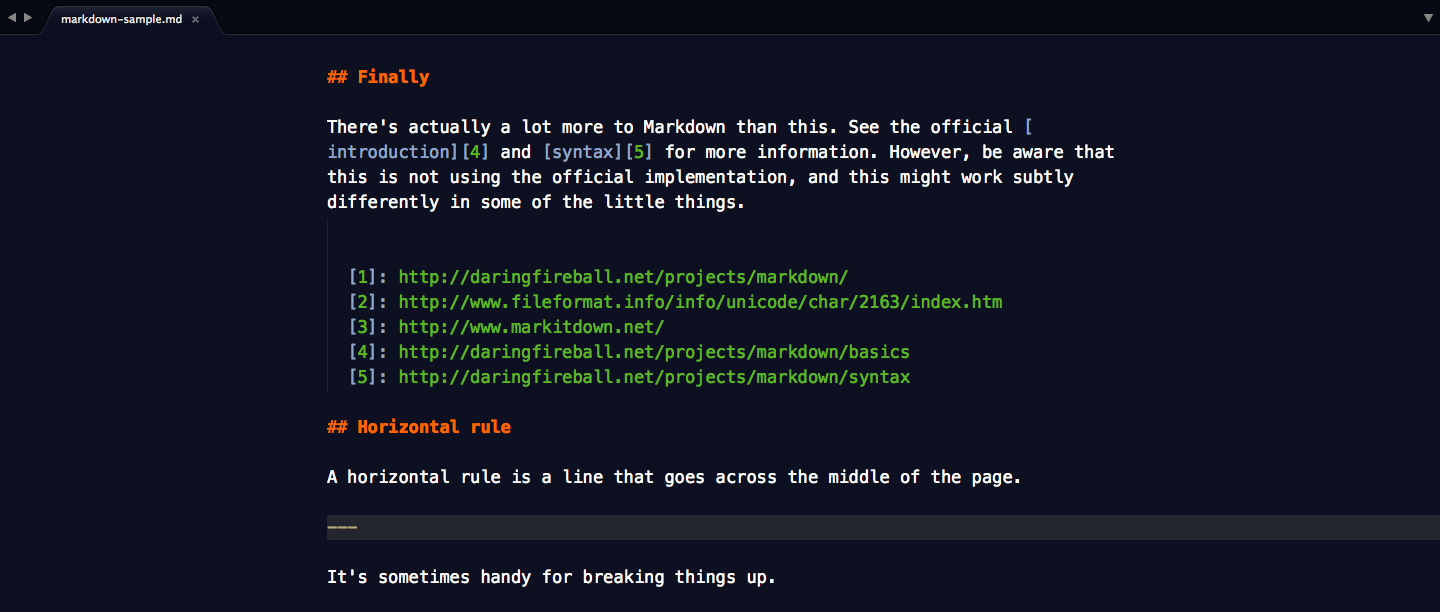 markdown-sample.md ×
## Finally
There's actually a lot more to Markdown than this. See the official [
introduction][4] and [syntax][5] for more information. However, be aware that
this is not using the official implementation, and this might work subtly
differently in some of the little things.
[1]: http://daringfireball.net/projects/markdown/
[2]: http://www.fileformat.info/info/unicode/char/2163/index.htm
[3]: http://www.markitdown.net/
[4]: http://daringfireball.net/projects/markdown/basics
[5]: http://daringfireball.net/projects/markdown/syntax
## Horizontal rule
A horizontal rule is a line that goes across the middle of the page.
---
It's sometimes handy for breaking things up.